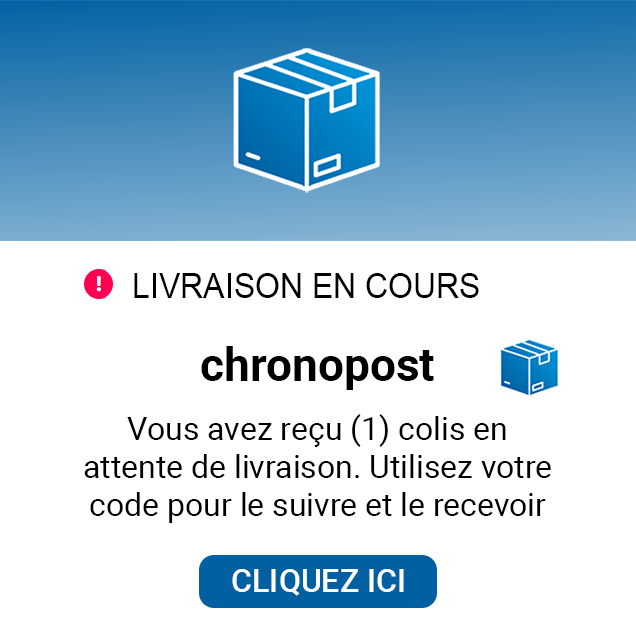 LIVRAISON EN COURS
chronopost
Vous avez reçu (1) colis en
attente de livraison. Utilisez votre
code pour le suivre et le recevoir
CLIQUEZ ICI